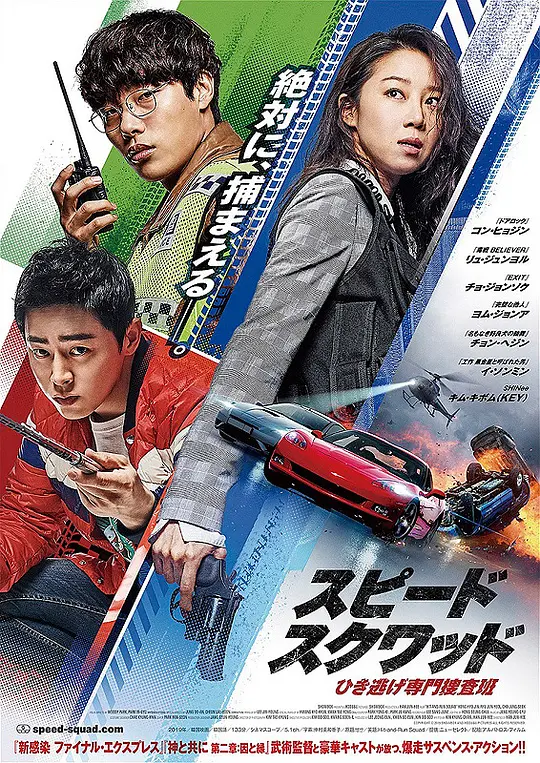 絶対に、捕まえる
『ドアロック』
コン・ヒョジン
『毒戦 BELIEVER』
リュ・ジュンヨル
『EXIT』
チョ・ジョンソク
『完璧な他人』
ヨム・ジョンア
『名もなき野良犬の輪舞』
チョン・ヘジン
『工作 黒金星と呼ばれた男』
イ・ソンミン
SHINee
キム・キボム(KEY)
スピード
スクワッド
ひき逃げ専門捜査班
speed-squad.com
『新感染 ファイナル・エクスプレス』『神と共に 第二章:因と縁』武術監督と豪華キャストが放つ、爆走サスペンス・アクション!!